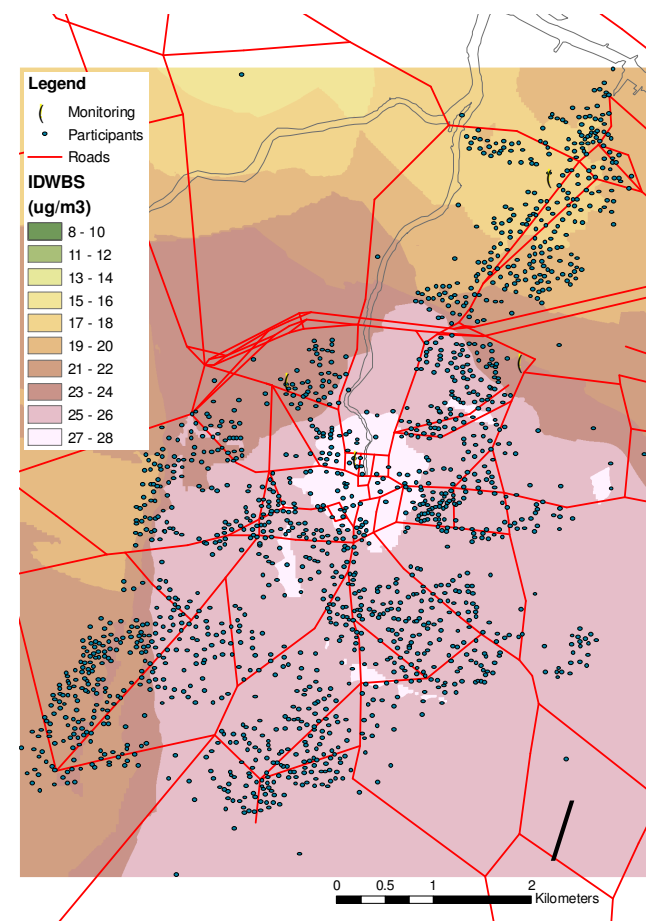 Legend
Monitoring
Participants
Roads
IDWBS
(ug/m3)
8 - 10
11 - 12
13 - 14
15 - 16
17 - 18
19 - 20
21 - 22
23 - 24
25 - 26
27 - 28
0 0.5 1 2
Kilometers